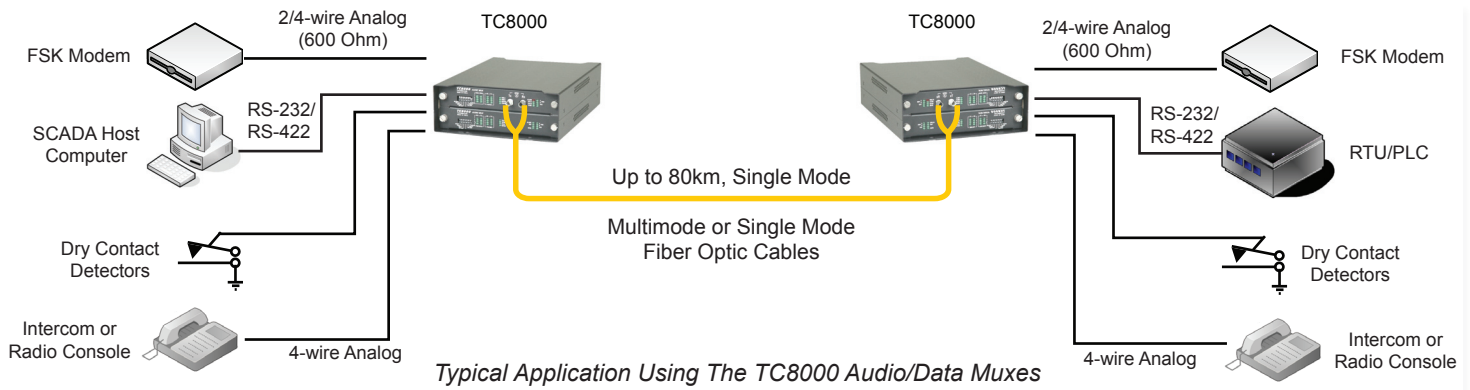 2/4-wire Analog
(600 Ohm)
FSK Modem
TC8000
RS-232/
RS-422
SCADA Host
Computer
Dry Contact
Detectors
Intercom or
Radio Console
4-wire Analog
Up to 80km, Single Mode
Multimode or Single Mode
Fiber Optic Cables
TC8000
2/4-wire Analog
(600 Ohm)
FSK Modem
RS-232/
RS-422
RTU/PLC
Dry Contact
Detectors
4-wire Analog
Intercom or
Radio Console
Typical Application Using The TC8000 Audio/Data Muxes